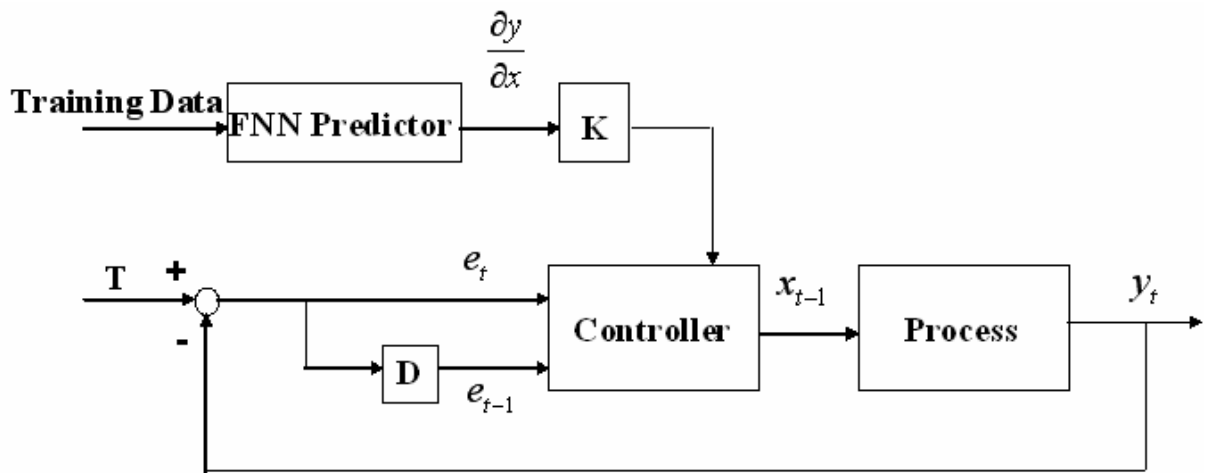 ∂y
∂x
Training Data
FNN Predictor
K
T
+
-
e_t
D
e_{t-1}
Controller
x_{t-1}
Process
y_t